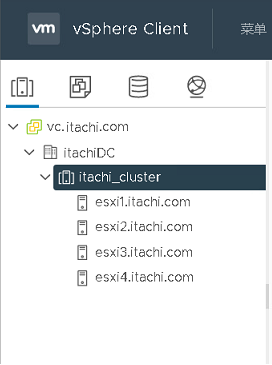 vm vSphere Client 菜单
vc.itachi.com
itachiDC
itachi_cluster
esxi1.itachi.com
esxi2.itachi.com
esxi3.itachi.com
esxi4.itachi.com